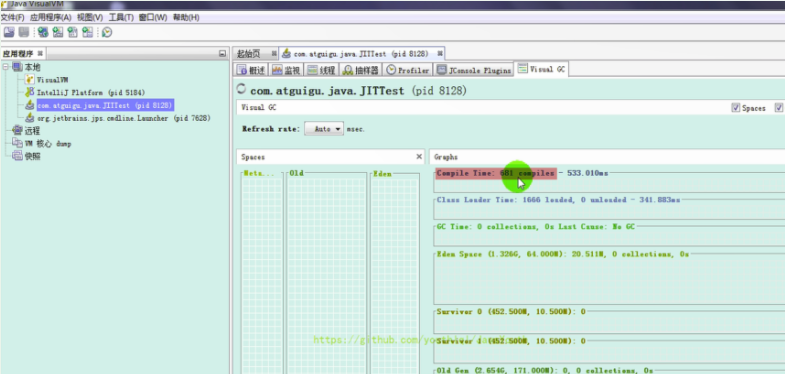 Java VisualVM
文件(F) 应用程序(A) 视图(V) 工具(T) 窗口(W) 帮助(H)
应用程序
本地
VisualVM
IntelliJ Platform (pid 5184)
com.atguigu.java.JITTest (pid 8128)
org.jetbrains.jps.cmdline.Launcher (pid 7628)
远程
VM 核心 dump
快照
起始页 com.atguigu.java.JITTest (pid 8128)
概述 监视 线程 抽样器 Profiler JConsole Plugins Visual GC
com.atguigu.java.JITTest (pid 8128)
Visual GC Spaces
Refresh rate: Auto msec.
Spaces Graphs
Meta... Old Eden
Compile Time: 681 compiles - 533.010ms
Class Loader Time: 1666 loaded, 0 unloaded - 341.883ms
GC Time: 0 collections, 0s Last Cause: No GC
Eden Space (1.326G, 64.000M): 20.511M, 0 collections, 0s
Survivor 0 (452.500M, 10.500M): 0
https://github.com/
Survivor 1 (452.500M, 10.500M): 0
Old Gen (2.654G, 171.000M): 0, 0 collections, 0s